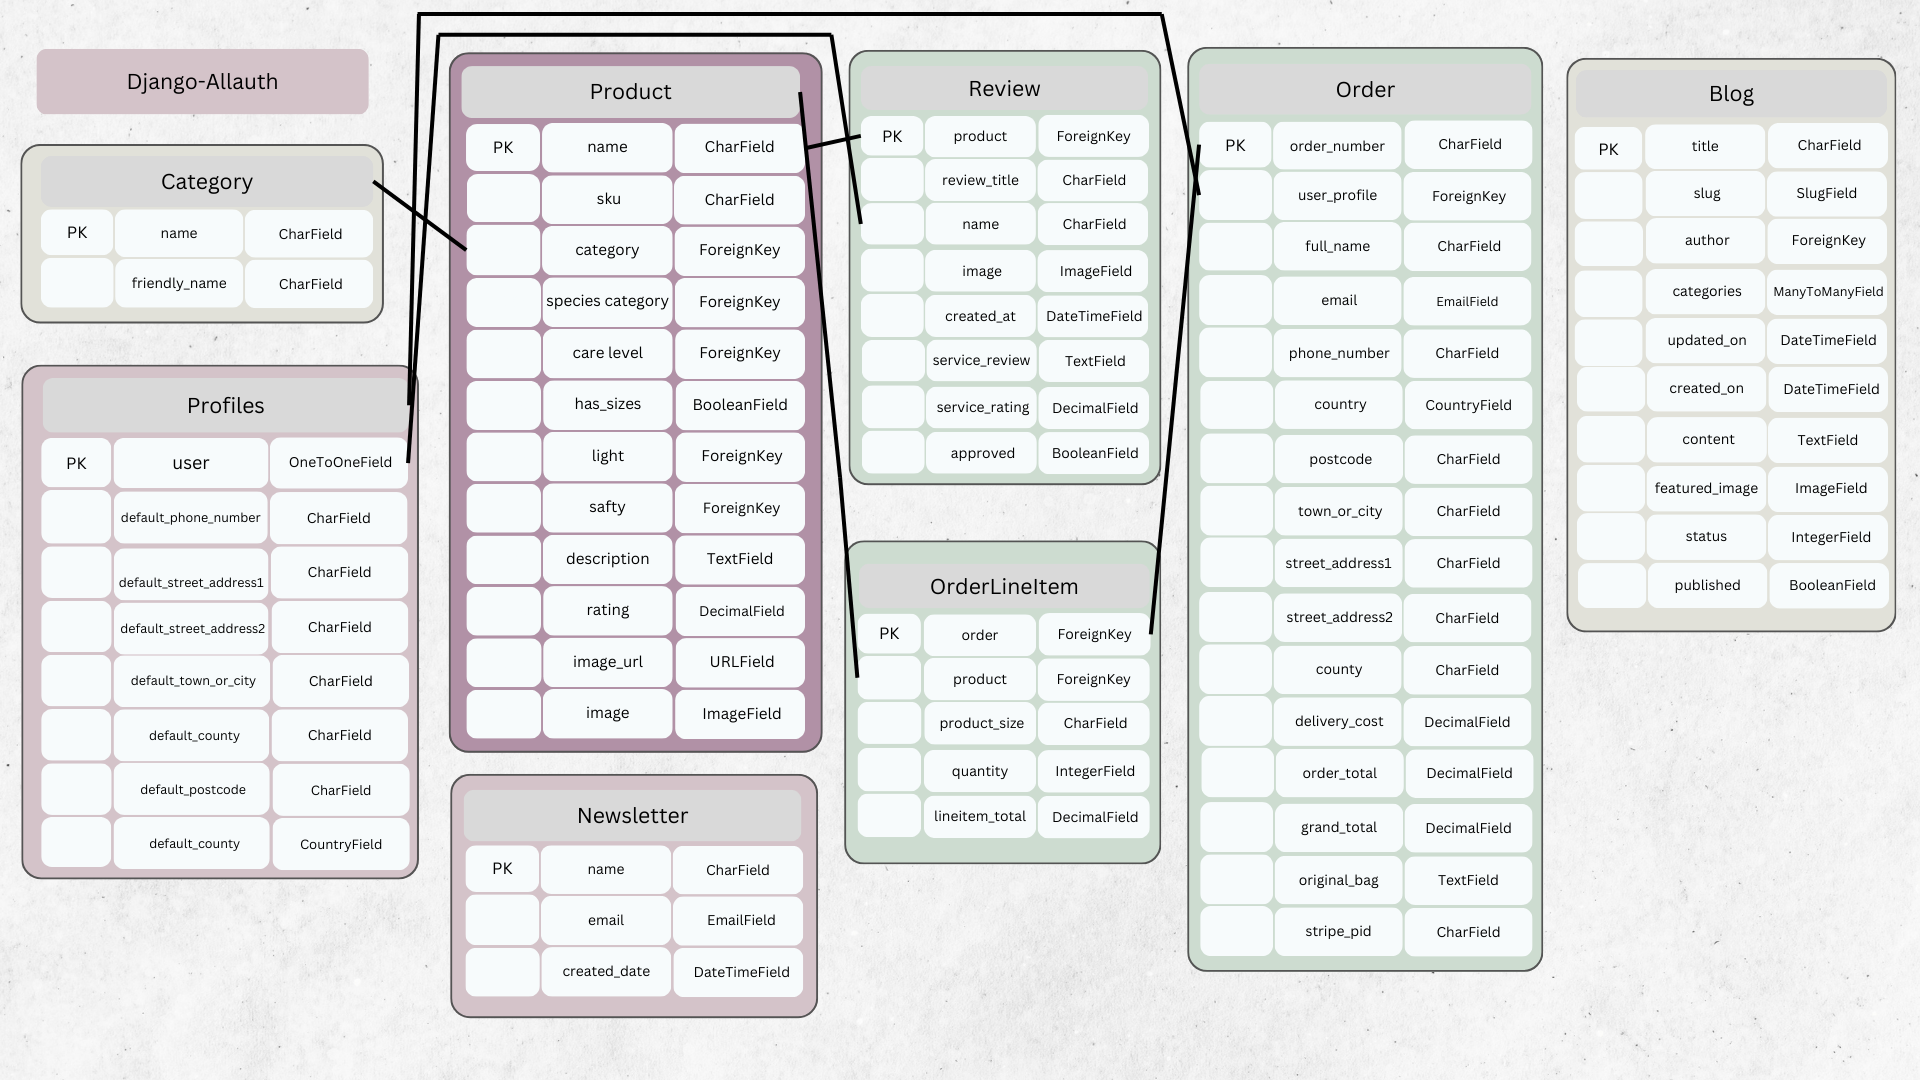 Django-Allauth
Category
PK name CharField
friendly_name CharField
Profiles
PK user OneToOneField
default_phone_number CharField
default_street_address1 CharField
default_street_address2 CharField
default_town_or_city CharField
default_county CharField
default_postcode CharField
default_county CountryField
Product
PK name CharField
sku CharField
category ForeignKey
species category ForeignKey
care level ForeignKey
has_sizes BooleanField
light ForeignKey
safty ForeignKey
description TextField
rating DecimalField
image_url URLField
image ImageField
Newsletter
PK name CharField
email EmailField
created_date DateTimeField
Review
PK product ForeignKey
review_title CharField
name CharField
image ImageField
created_at DateTimeField
service_review TextField
service_rating DecimalField
approved BooleanField
OrderLineItem
PK order ForeignKey
product ForeignKey
product_size CharField
quantity IntegerField
lineitem_total DecimalField
Order
PK order_number CharField
user_profile ForeignKey
full_name CharField
email EmailField
phone_number CharField
country CountryField
postcode CharField
town_or_city CharField
street_address1 CharField
street_address2 CharField
county CharField
delivery_cost DecimalField
order_total DecimalField
grand_total DecimalField
original_bag TextField
stripe_pid CharField
Blog
PK title CharField
slug SlugField
author ForeignKey
categories ManyToManyField
updated_on DateTimeField
created_on DateTimeField
content TextField
featured_image ImageField
status IntegerField
published BooleanField